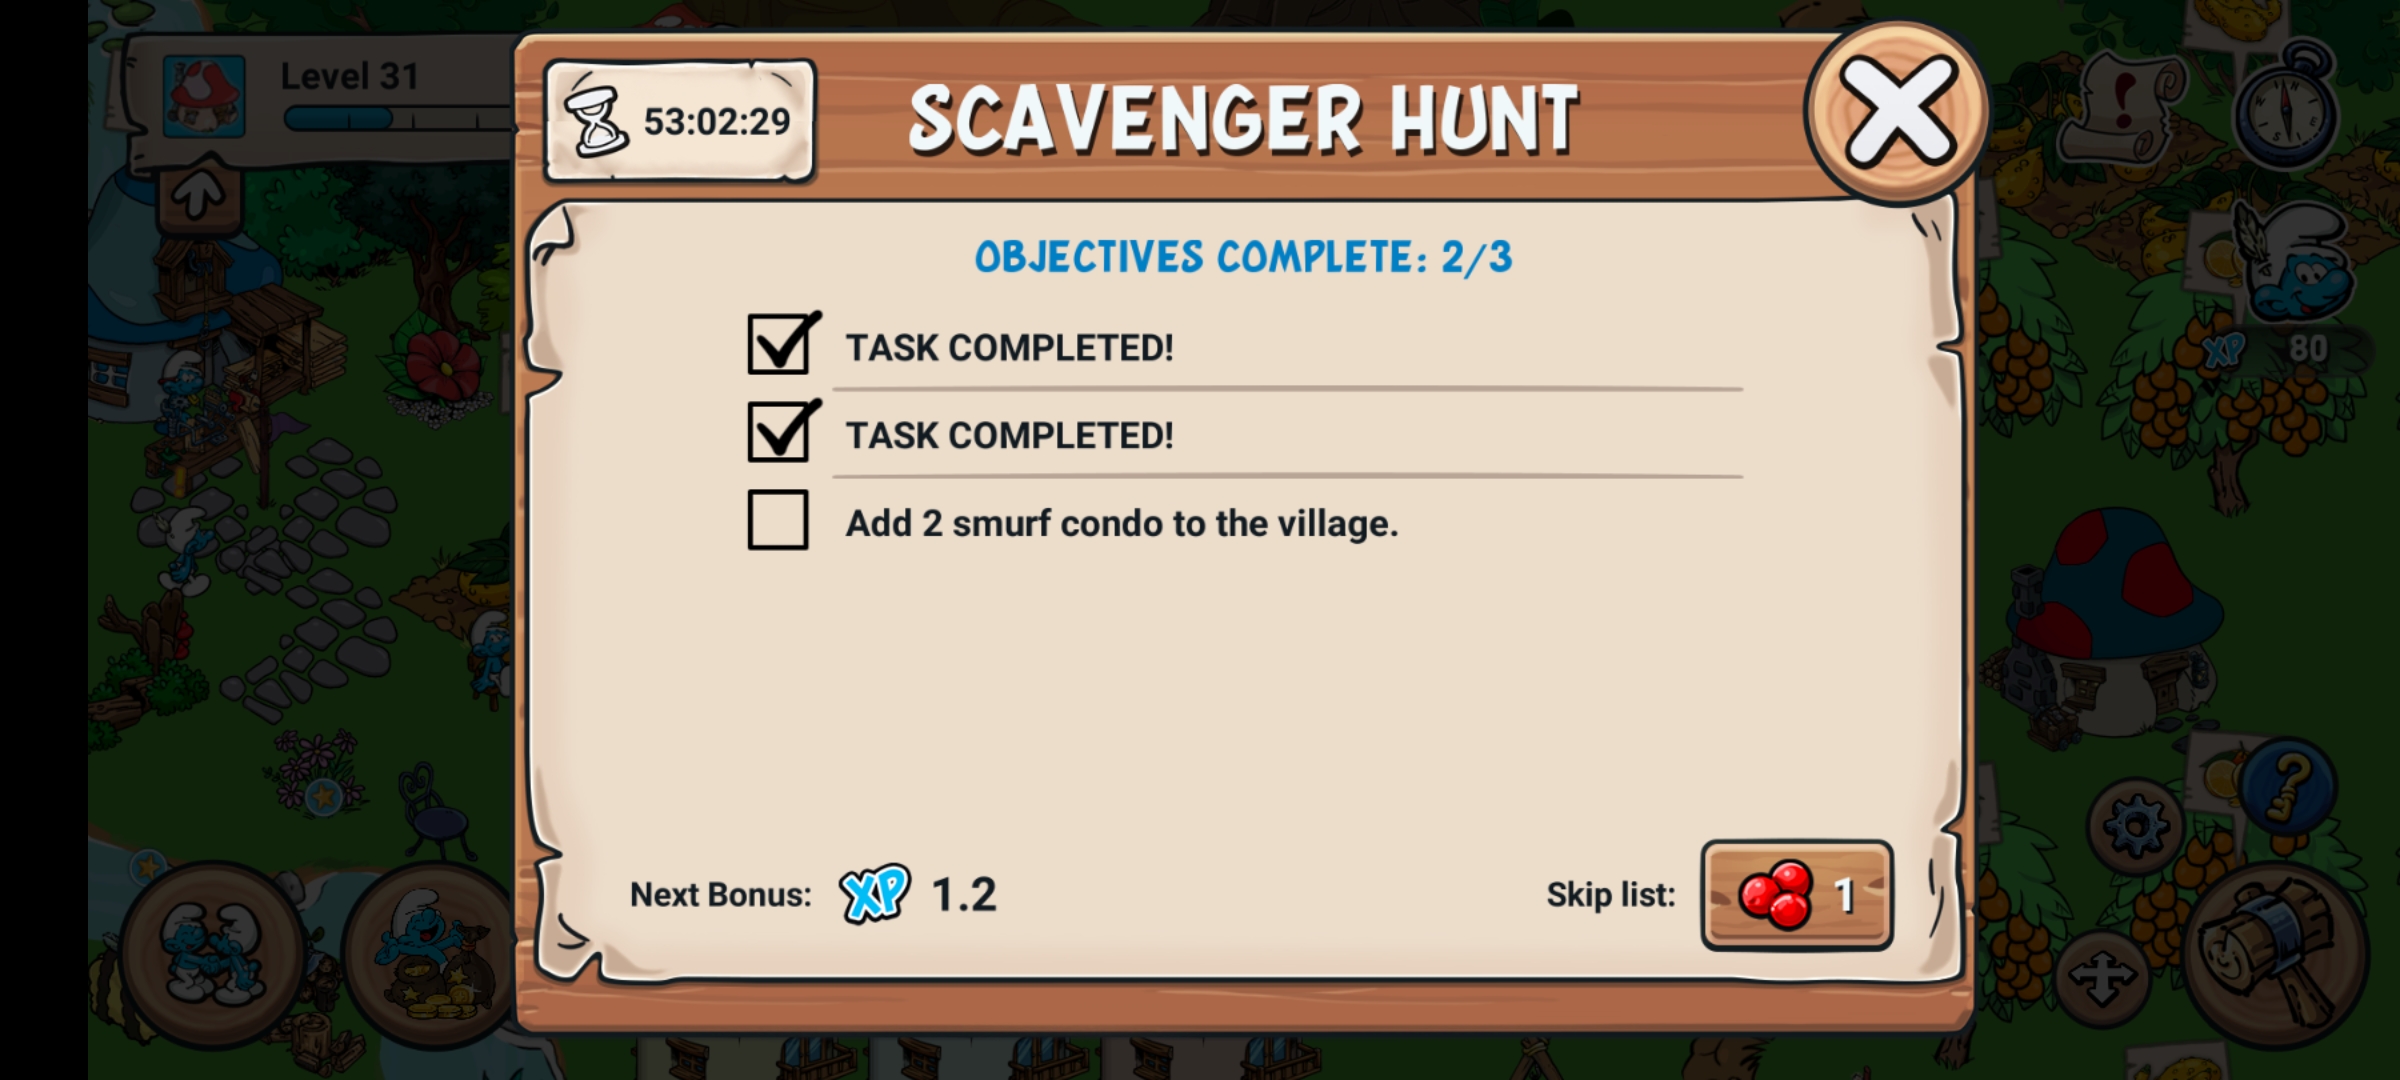 Level 31
53:02:29
SCAVENGER HUNT
OBJECTIVES COMPLETE: 2/3
TASK COMPLETED!
TASK COMPLETED!
Add 2 smurf condo to the village.
XP 80
Next Bonus: XP 1.2
Skip list: 1